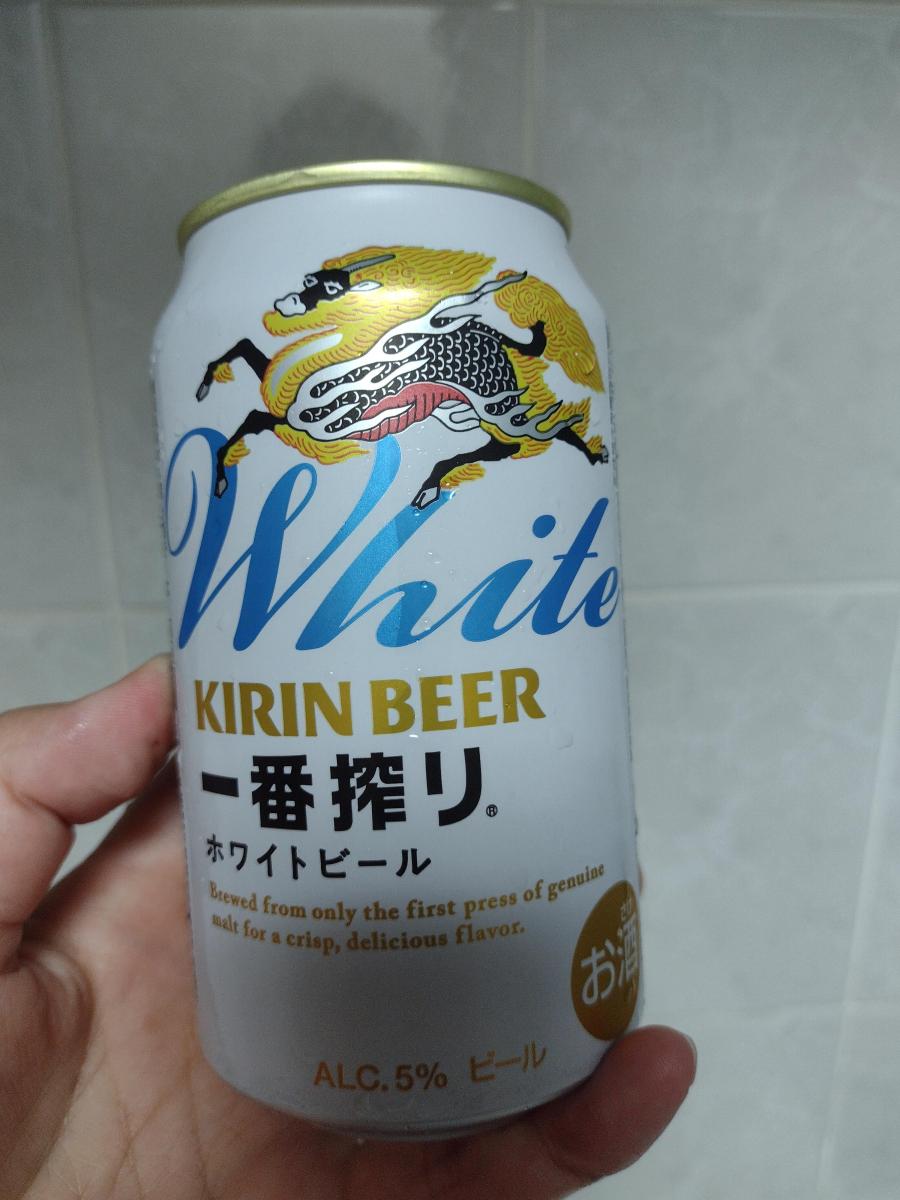 White
KIRIN BEER
一番搾り®
ホワイトビール
Brewed from only the first press of genuine
malt for a crisp, delicious flavor.
お酒
ALC.5% ビール